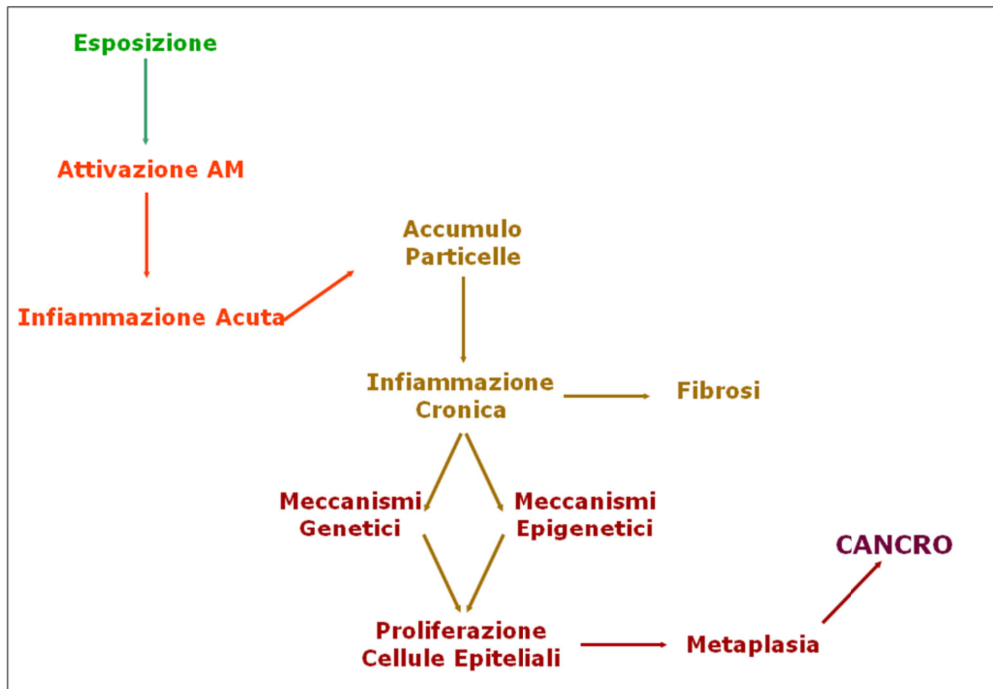 Esposizione
Attivazione AM
Infiammazione Acuta
Accumulo
Particelle
Infiammazione
Cronica
Fibrosi
Meccanismi
Genetici
Meccanismi
Epigenetici
Proliferazione
Cellule Epiteliali
Metaplasia
CANCRO